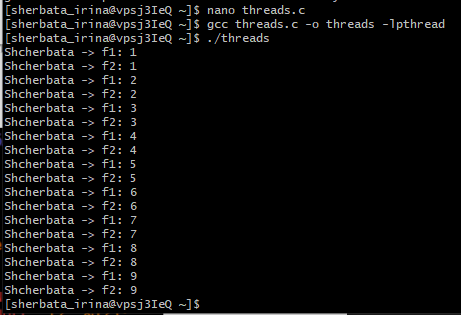 [sherbata_irina@vpsj3IeQ ~]$ nano threads.c
[sherbata_irina@vpsj3IeQ ~]$ gcc threads.c -o threads -lpthread
[sherbata_irina@vpsj3IeQ ~]$ ./threads
Shcherbata -> f1: 1
Shcherbata -> f2: 1
Shcherbata -> f1: 2
Shcherbata -> f2: 2
Shcherbata -> f1: 3
Shcherbata -> f2: 3
Shcherbata -> f1: 4
Shcherbata -> f2: 4
Shcherbata -> f1: 5
Shcherbata -> f2: 5
Shcherbata -> f1: 6
Shcherbata -> f2: 6
Shcherbata -> f1: 7
Shcherbata -> f2: 7
Shcherbata -> f1: 8
Shcherbata -> f2: 8
Shcherbata -> f1: 9
Shcherbata -> f2: 9
[sherbata_irina@vpsj3IeQ ~]$